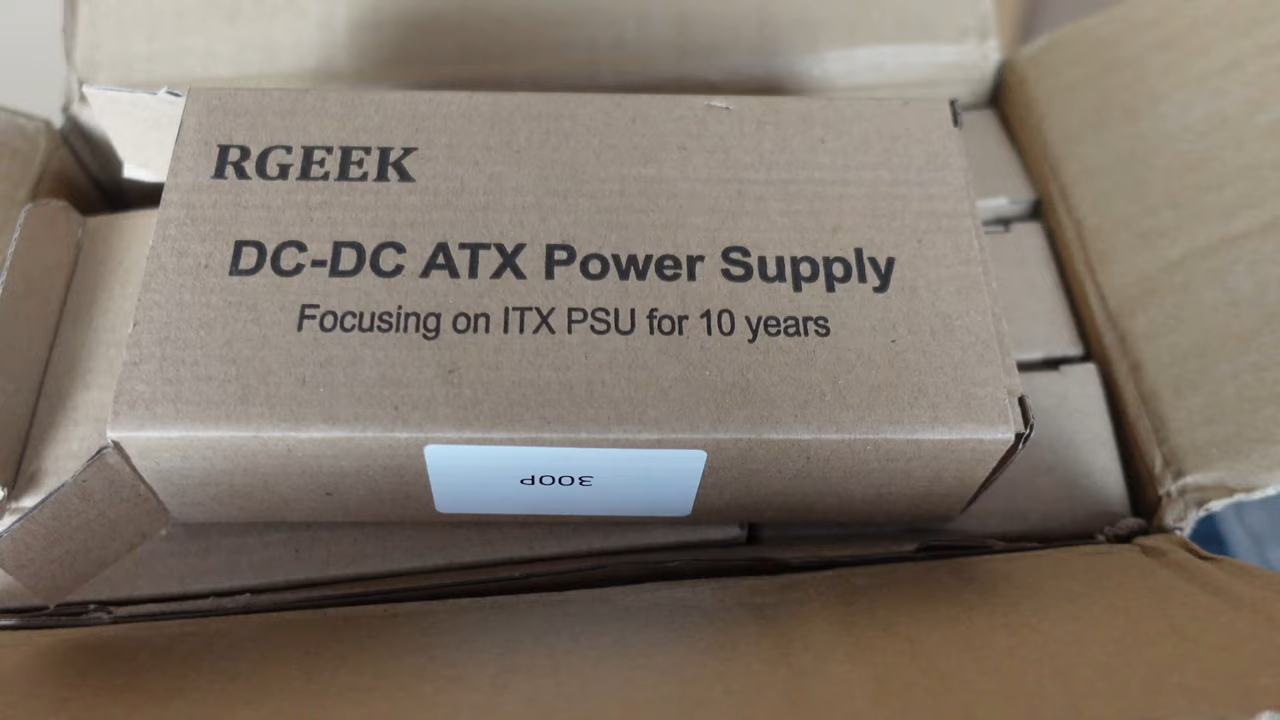 RGEEK
DC-DC ATX Power Supply
Focusing on ITX PSU for 10 years
300P